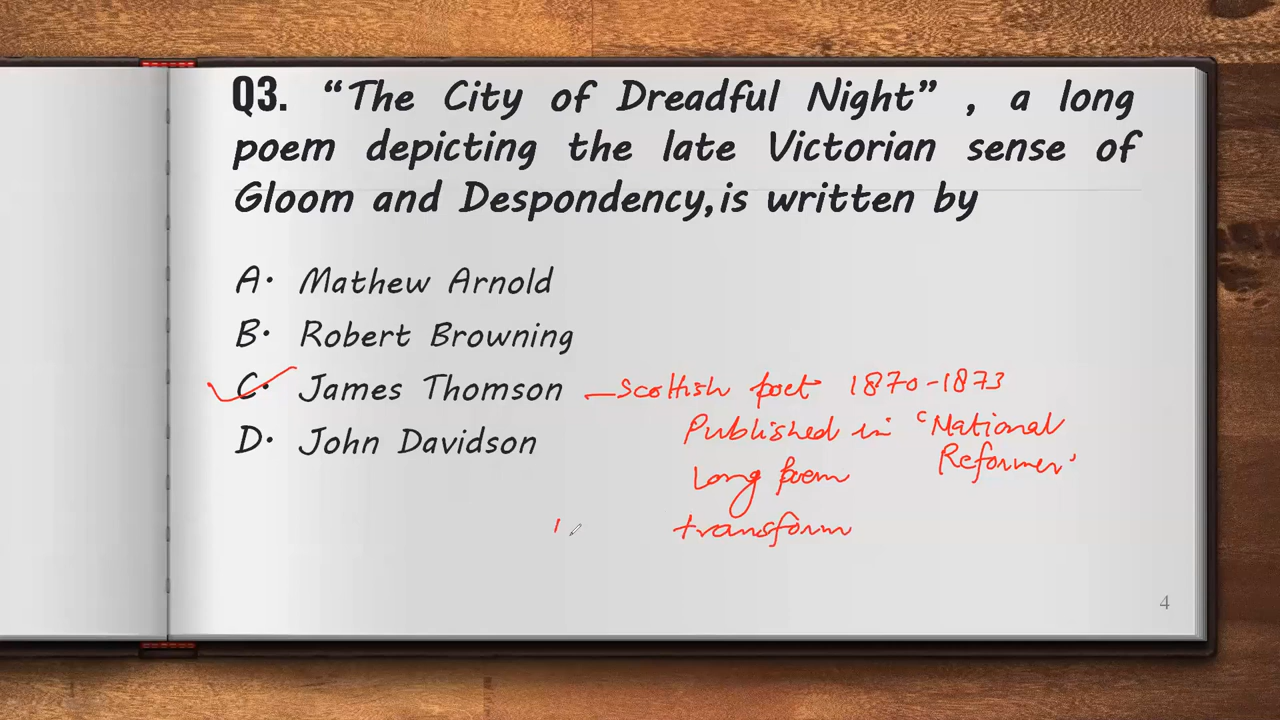 Q3. “The City of Dreadful Night” , a long
poem depicting the late Victorian sense of
Gloom and Despondency,is written by
A. Mathew Arnold
B. Robert Browning
C. James Thomson – Scottish poet 1870-1873
Published in ‘National
Reformer’
D. John Davidson
Long poem
transform
4